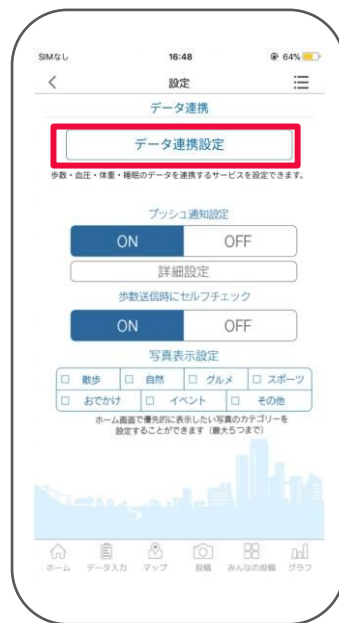 SIMなし 16:48 64%
設定
データ連携
データ連携設定
歩数・血圧・体重・睡眠のデータを連携するサービスを設定できます。
プッシュ通知設定
ON OFF
詳細設定
歩数送信時にセルフチェック
ON OFF
写真表示設定
散歩 自然 グルメ スポーツ
おでかけ イベント その他
ホーム画面で優先的に表示したい写真のカテゴリーを
設定することができます（最大５つまで）
ホーム データ入力 マップ 投稿 みんなの投稿 グラフ